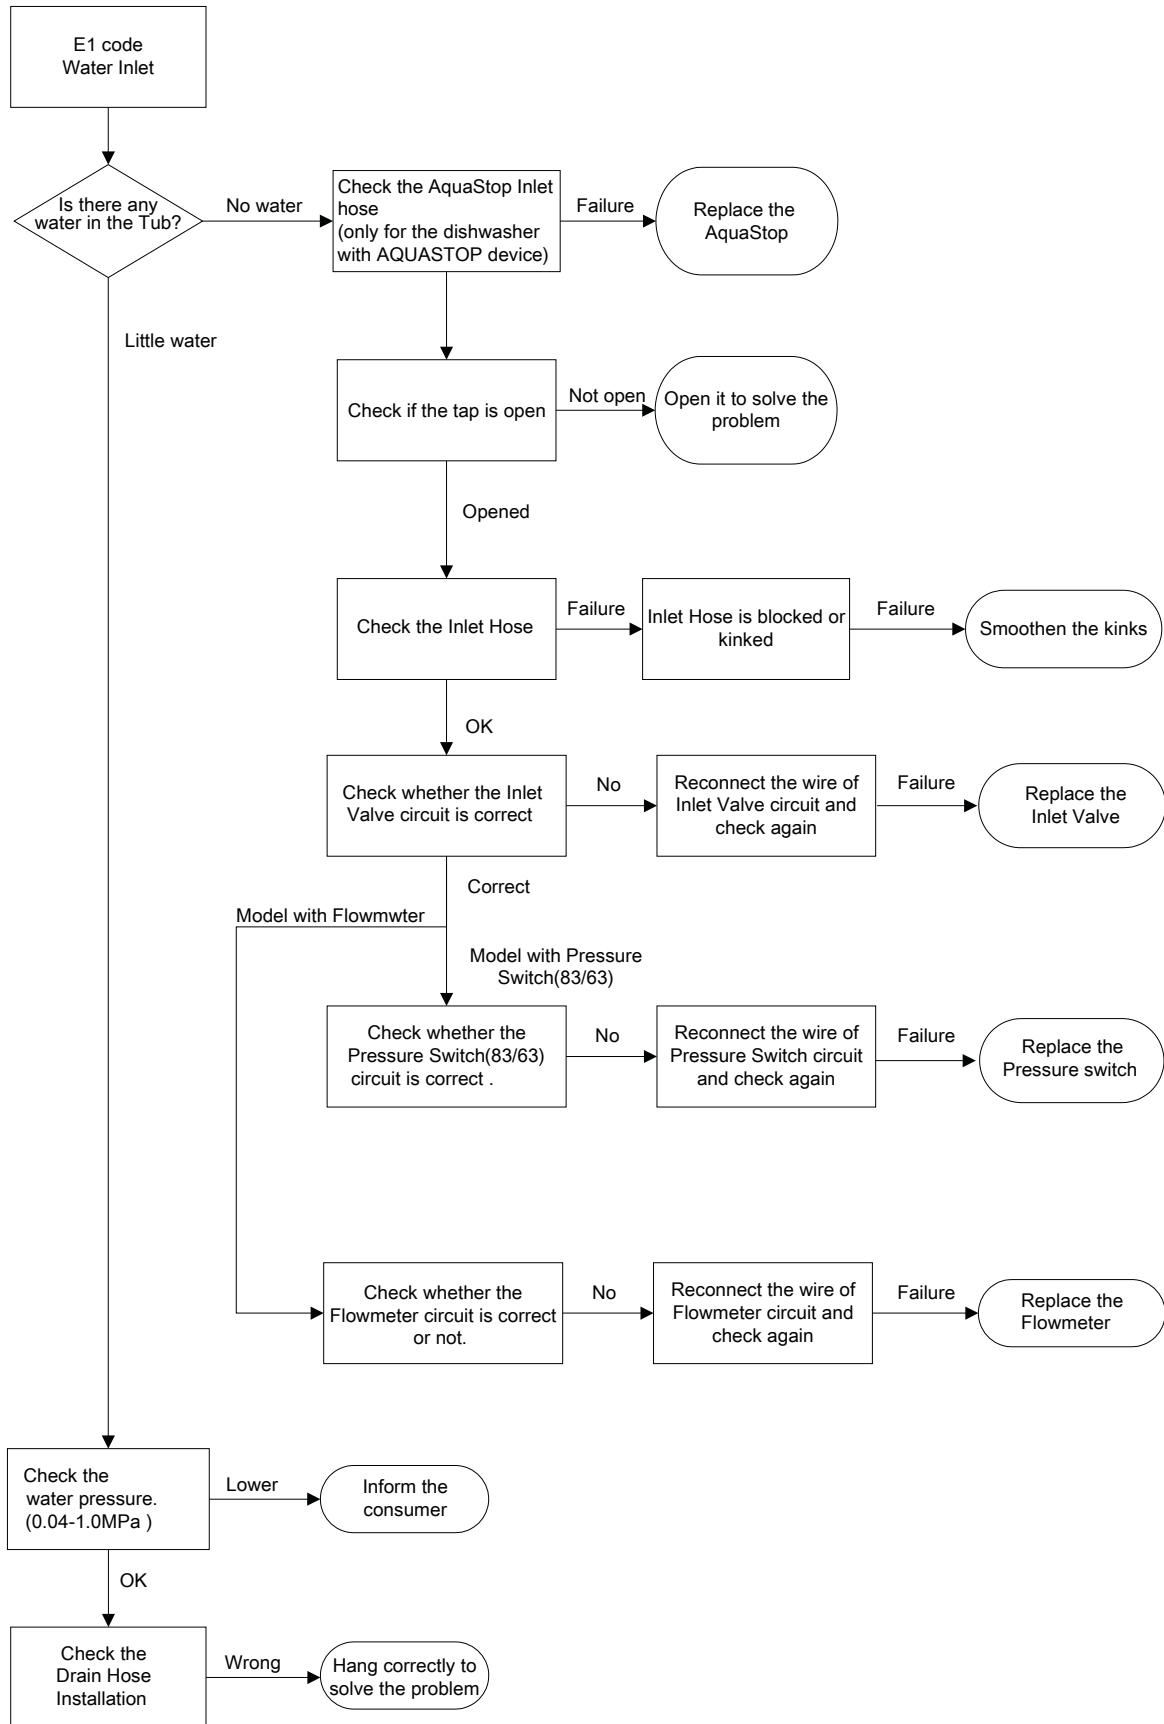 E1 code
Water Inlet
Is there any
water in the Tub?
No water
Check the AquaStop Inlet
hose
(only for the dishwasher
with AQUASTOP device)
Failure
Replace the
AquaStop
Little water
Check if the tap is open
Not open
Open it to solve the
problem
Opened
Check the Inlet Hose
Failure
Inlet Hose is blocked or
kinked
Failure
Smoothen the kinks
OK
Check whether the Inlet
Valve circuit is correct
No
Reconnect the wire of
Inlet Valve circuit and
check again
Failure
Replace the
Inlet Valve
Correct
Model with Flowmwter
Model with Pressure
Switch(83/63)
Check whether the
Pressure Switch(83/63)
circuit is correct .
No
Reconnect the wire of
Pressure Switch circuit
and check again
Failure
Replace the
Pressure switch
Check whether the
Flowmeter circuit is correct
or not.
No
Reconnect the wire of
Flowmeter circuit and
check again
Failure
Replace the
Flowmeter
Check the
water pressure.
(0.04-1.0MPa )
Lower
Inform the
consumer
OK
Check the
Drain Hose
Installation
Wrong
Hang correctly to
solve the problem